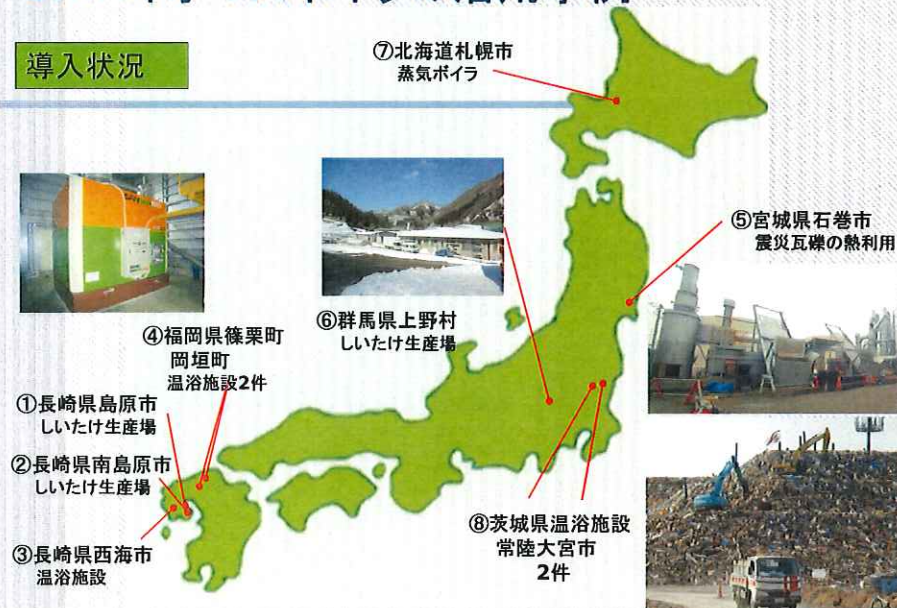 導入状況
⑦北海道札幌市
蒸気ボイラ
⑤宮城県石巻市
震災瓦礫の熱利用
⑥群馬県上野村
しいたけ生産場
④福岡県篠栗町
岡垣町
温浴施設2件
①長崎県島原市
しいたけ生産場
②長崎県南島原市
しいたけ生産場
③長崎県西海市
温浴施設
⑧茨城県温浴施設
常陸大宮市
2件